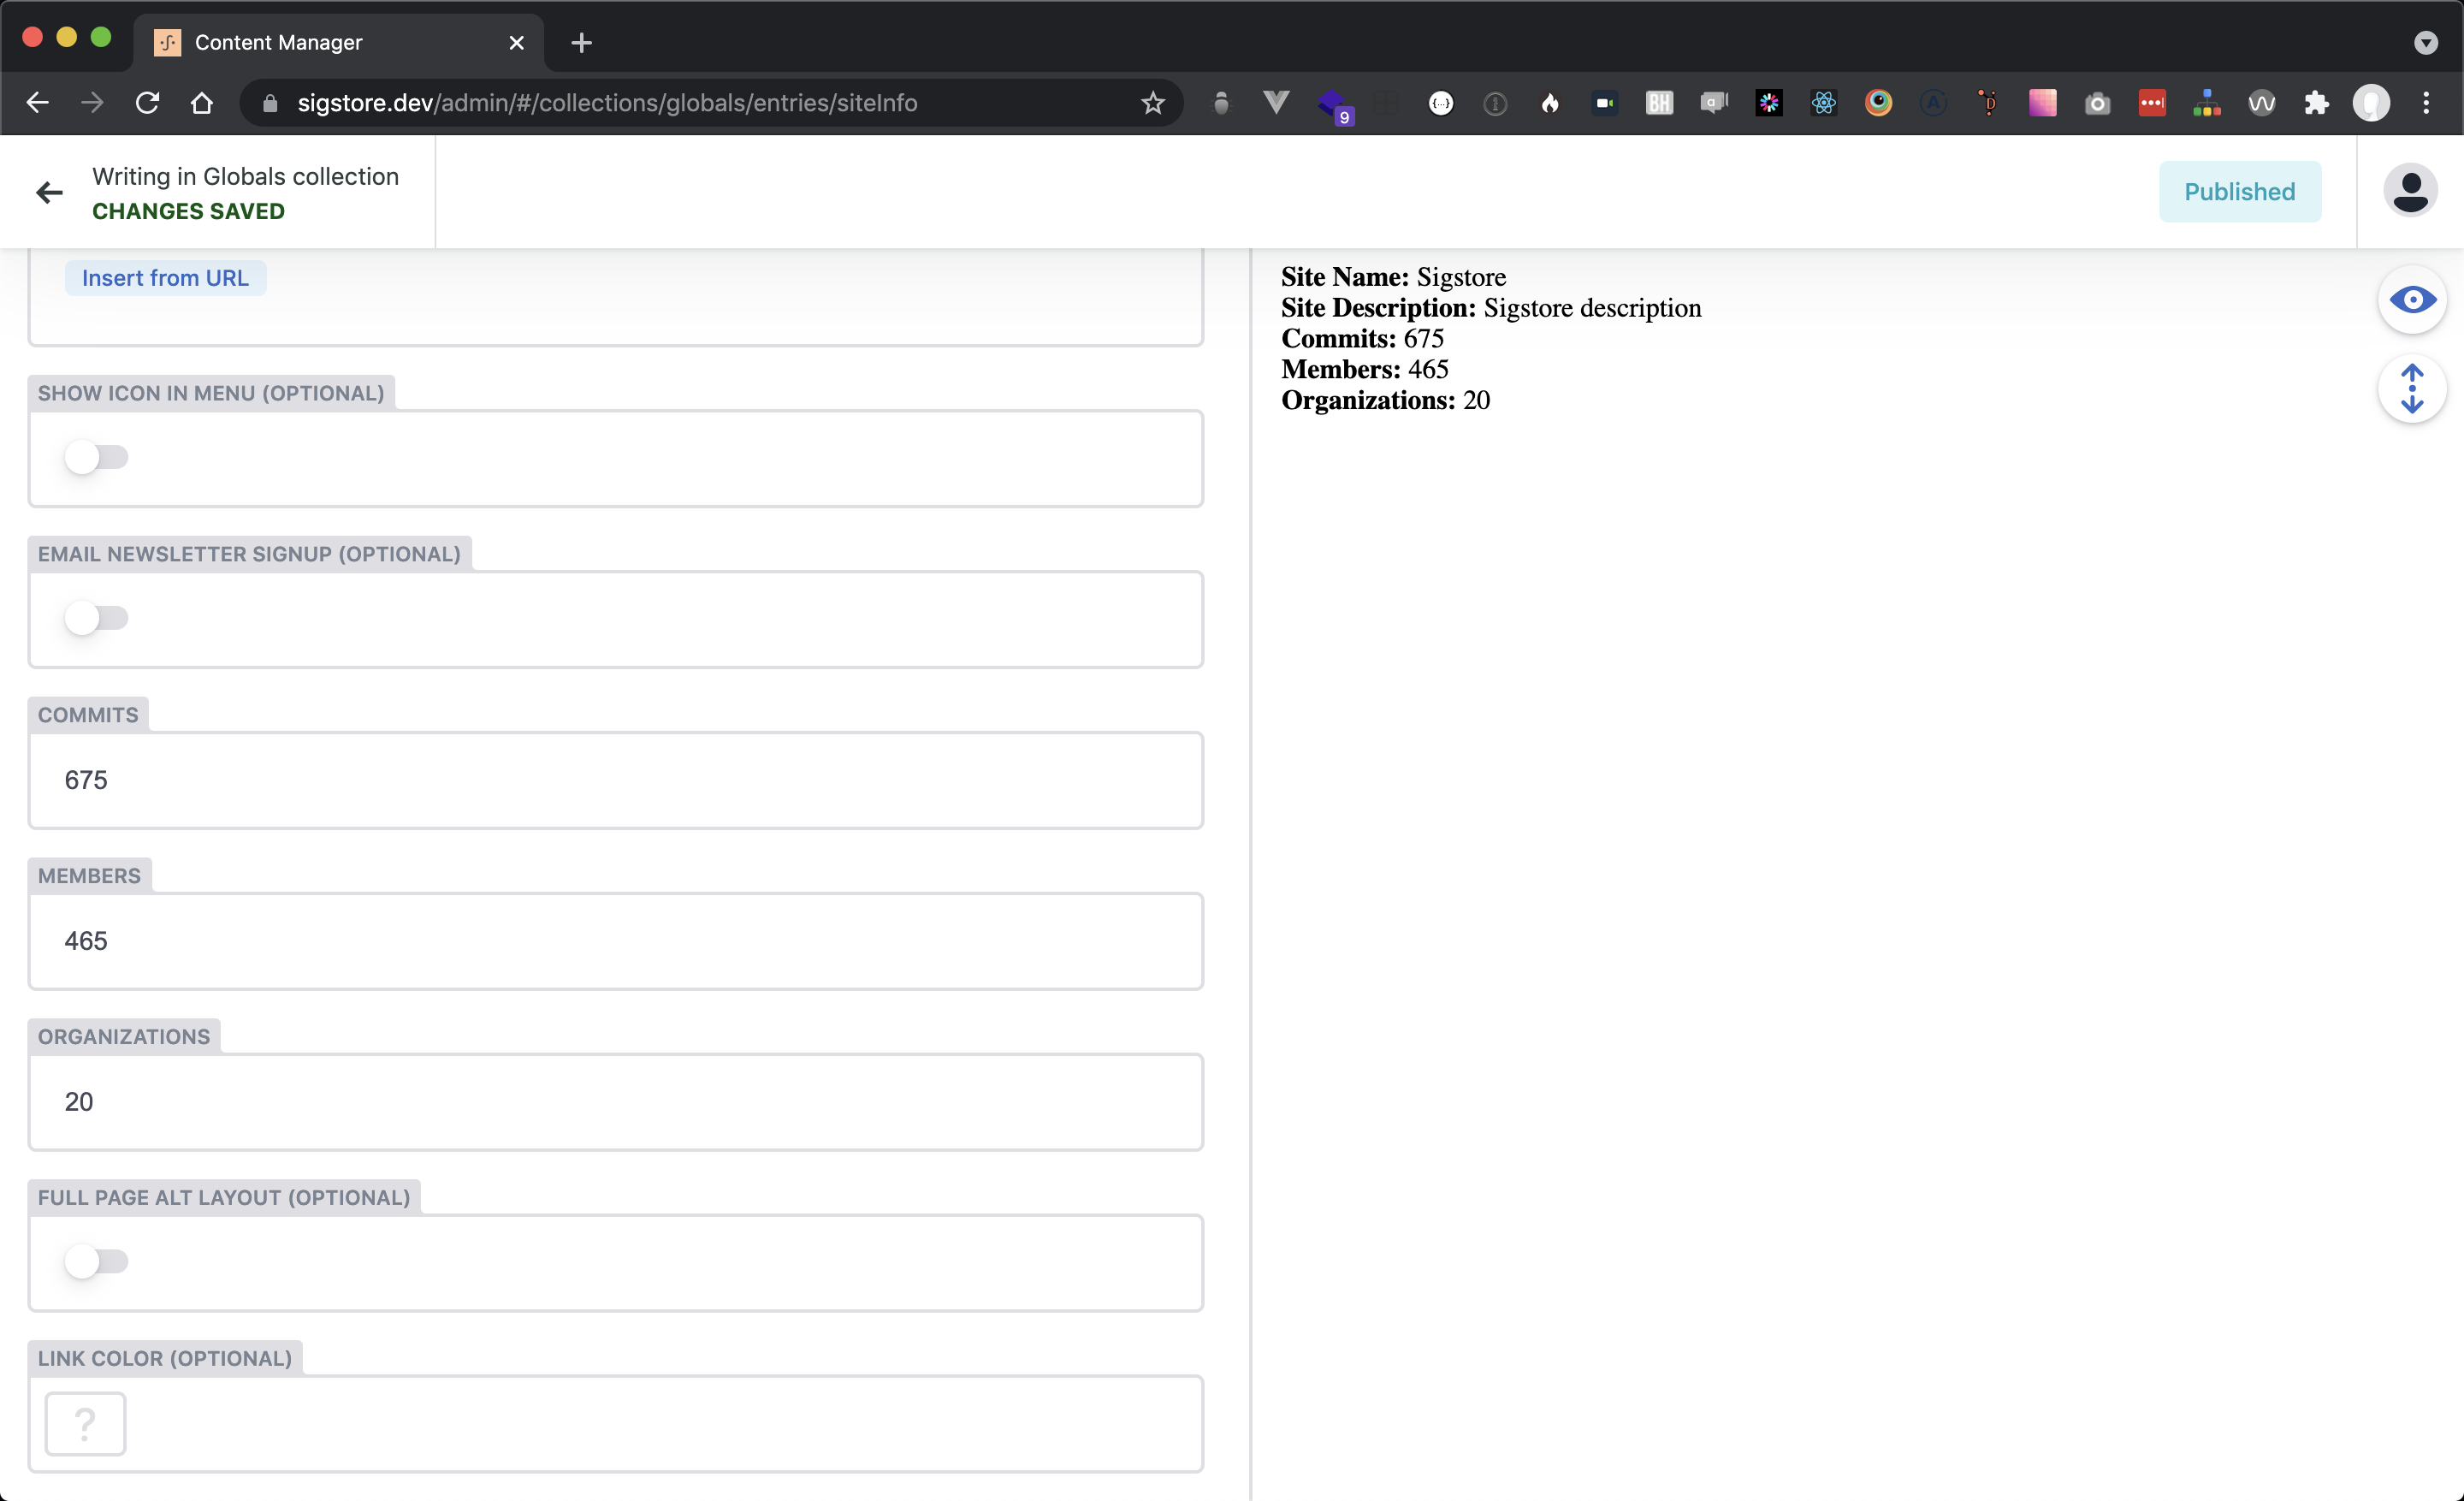 Content Manager
sigstore.dev/admin/#/collections/globals/entries/siteInfo
9
BH
Writing in Globals collection
CHANGES SAVED
Published
Insert from URL
SHOW ICON IN MENU (OPTIONAL)
EMAIL NEWSLETTER SIGNUP (OPTIONAL)
COMMITS
675
MEMBERS
465
ORGANIZATIONS
20
FULL PAGE ALT LAYOUT (OPTIONAL)
LINK COLOR (OPTIONAL)
?
Site Name: Sigstore
Site Description: Sigstore description
Commits: 675
Members: 465
Organizations: 20